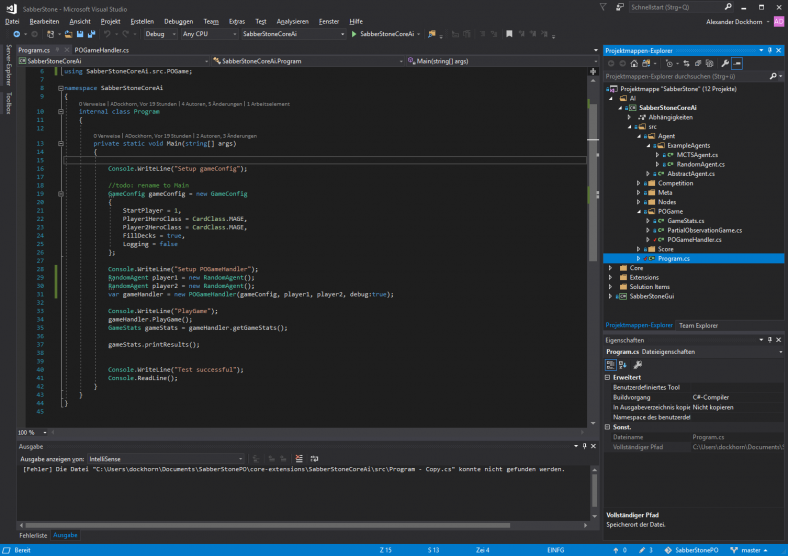 SabberStone - Microsoft Visual Studio
Schnellstart (Strg+Q)
Datei Bearbeiten Ansicht Projekt Erstellen Debuggen Team Extras Test Analysieren Fenster Hilfe
Alexander Dockhorn AD
Debug Any CPU SabberStoneCoreAi SabberStoneCoreAi
Server-Explorer
Toolbox
Program.cs POGameHandler.cs
SabberStoneCoreAi SabberStoneCoreAi.Program Main(string[] args)
6 using SabberStoneCoreAi.src.POGame;
7
8 namespace SabberStoneCoreAi
9 {
0 Verweise | ADockhorn, Vor 19 Stunden | 4 Autoren, 5 Änderungen | 1 Arbeitselement
10 internal class Program
11 {
12
0 Verweise | ADockhorn, Vor 19 Stunden | 2 Autoren, 3 Änderungen
13 private static void Main(string[] args)
14 {
15
16 Console.WriteLine("Setup gameConfig");
17
18 //todo: rename to Main
19 GameConfig gameConfig = new GameConfig
20 {
21 StartPlayer = 1,
22 Player1HeroClass = CardClass.MAGE,
23 Player2HeroClass = CardClass.MAGE,
24 FillDecks = true,
25 Logging = false
26 };
27
28 Console.WriteLine("Setup POGameHandler");
29 RandomAgent player1 = new RandomAgent();
30 RandomAgent player2 = new RandomAgent();
31 var gameHandler = new POGameHandler(gameConfig, player1, player2, debug:true);
32
33 Console.WriteLine("PlayGame");
34 gameHandler.PlayGame();
35 GameStats gameStats = gameHandler.getGameStats();
36
37 gameStats.printResults();
38
39
40 Console.WriteLine("Test successful");
41 Console.ReadLine();
42 }
43 }
44 }
45
100 %
Ausgabe
Ausgabe anzeigen von: IntelliSense
[Fehler] Die Datei "C:\Users\dockhorn\Documents\SabberStonePO\core-extensions\SabberStoneCoreAi\src\Program - Copy.cs" konnte nicht gefunden werden.
Fehlerliste Ausgabe
Projektmappen-Explorer
Projektmappen-Explorer durchsuchen (Strg+ü)
Projektmappe "SabberStone" (12 Projekte)
AI
SabberStoneCoreAi
Abhängigkeiten
src
Agent
ExampleAgents
MCTSAgent.cs
RandomAgent.cs
AbstractAgent.cs
Competition
Meta
Nodes
POGame
GameStats.cs
PartialObservationGame.cs
POGameHandler.cs
Score
Program.cs
Core
Extensions
Solution Items
SabberStoneGui
Projektmappen-Explorer Team Explorer
Eigenschaften
Program.cs Dateieigenschaften
Erweitert
Benutzerdefiniertes Tool
Buildvorgang C#-Compiler
In Ausgabeverzeichnis kopie Nicht kopieren
Namespace des benutzerdef
Sonst.
Dateiname Program.cs
Vollständiger Pfad C:\Users\dockhorn\Documents\S
Vollständiger Pfad
Speicherort der Datei.
Bereit Z 15 S 13 Zei 4 EINFG 0 3 SabberStonePO master